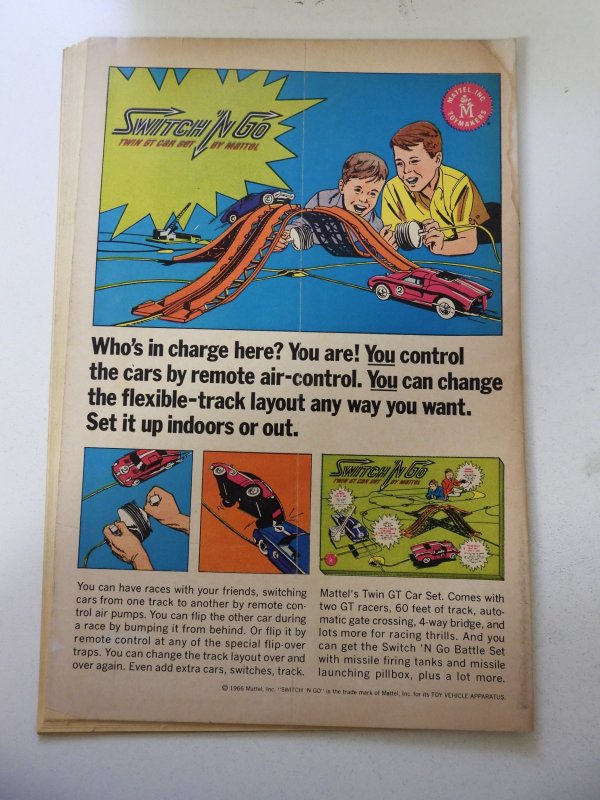 SWITCH 'N GO
TWIN GT CAR SET BY MATTEL
MATTEL, INC.
M
TOYMAKERS
2
Who's in charge here? You are! You control
the cars by remote air-control. You can change
the flexible-track layout any way you want.
Set it up indoors or out.
SWITCH 'N GO
TWIN GT CAR SET BY MATTEL
You can have races with your friends, switching
cars from one track to another by remote con-
trol air pumps. You can flip the other car during
a race by bumping it from behind. Or flip it by
remote control at any of the special flip-over
traps. You can change the track layout over and
over again. Even add extra cars, switches, track.
Mattel's Twin GT Car Set. Comes with
two GT racers, 60 feet of track, auto-
matic gate crossing, 4-way bridge, and
lots more for racing thrills. And you
can get the Switch 'N Go Battle Set
with missile firing tanks and missile
launching pillbox, plus a lot more.
© 1966 Mattel, Inc. "SWITCH 'N GO" is the trade mark of Mattel, Inc. for its TOY VEHICLE APPARATUS.